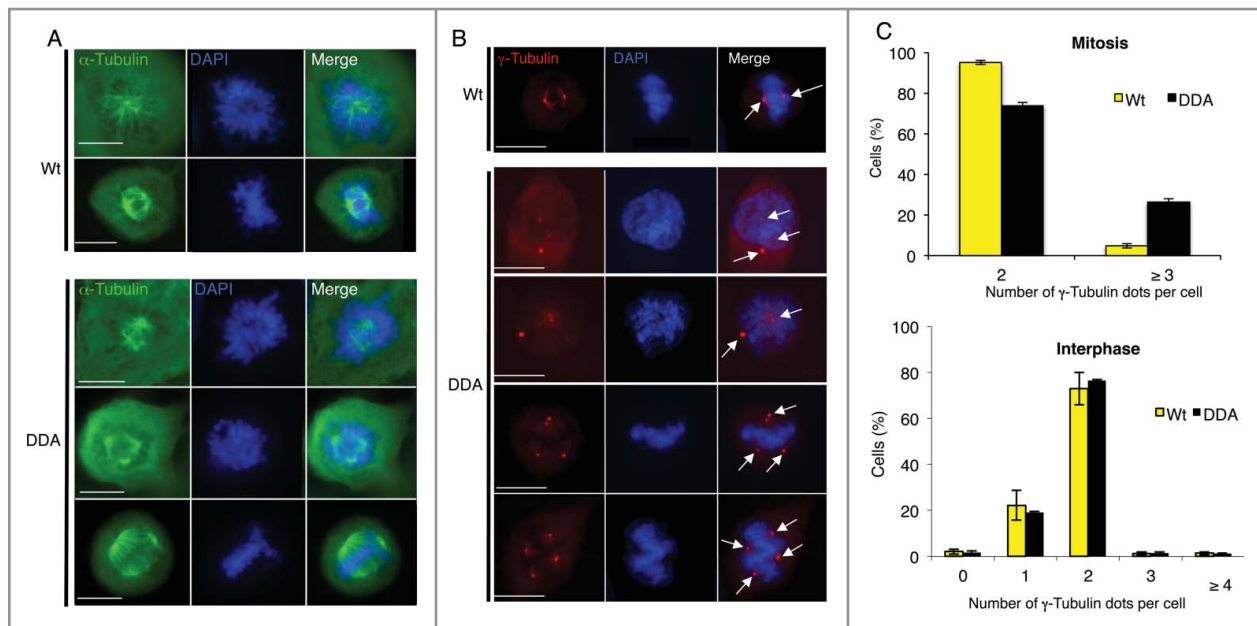 A
α-Tubulin DAPI Merge
Wt
α-Tubulin DAPI Merge
DDA
B
γ-Tubulin DAPI Merge
Wt
DDA
C
Mitosis
Wt DDA
Cells (%)
100
80
60
40
20
0
2 ≥ 3
Number of γ-Tubulin dots per cell
Interphase
Wt DDA
Cells (%)
100
80
60
40
20
0
0 1 2 3 ≥ 4
Number of γ-Tubulin dots per cell